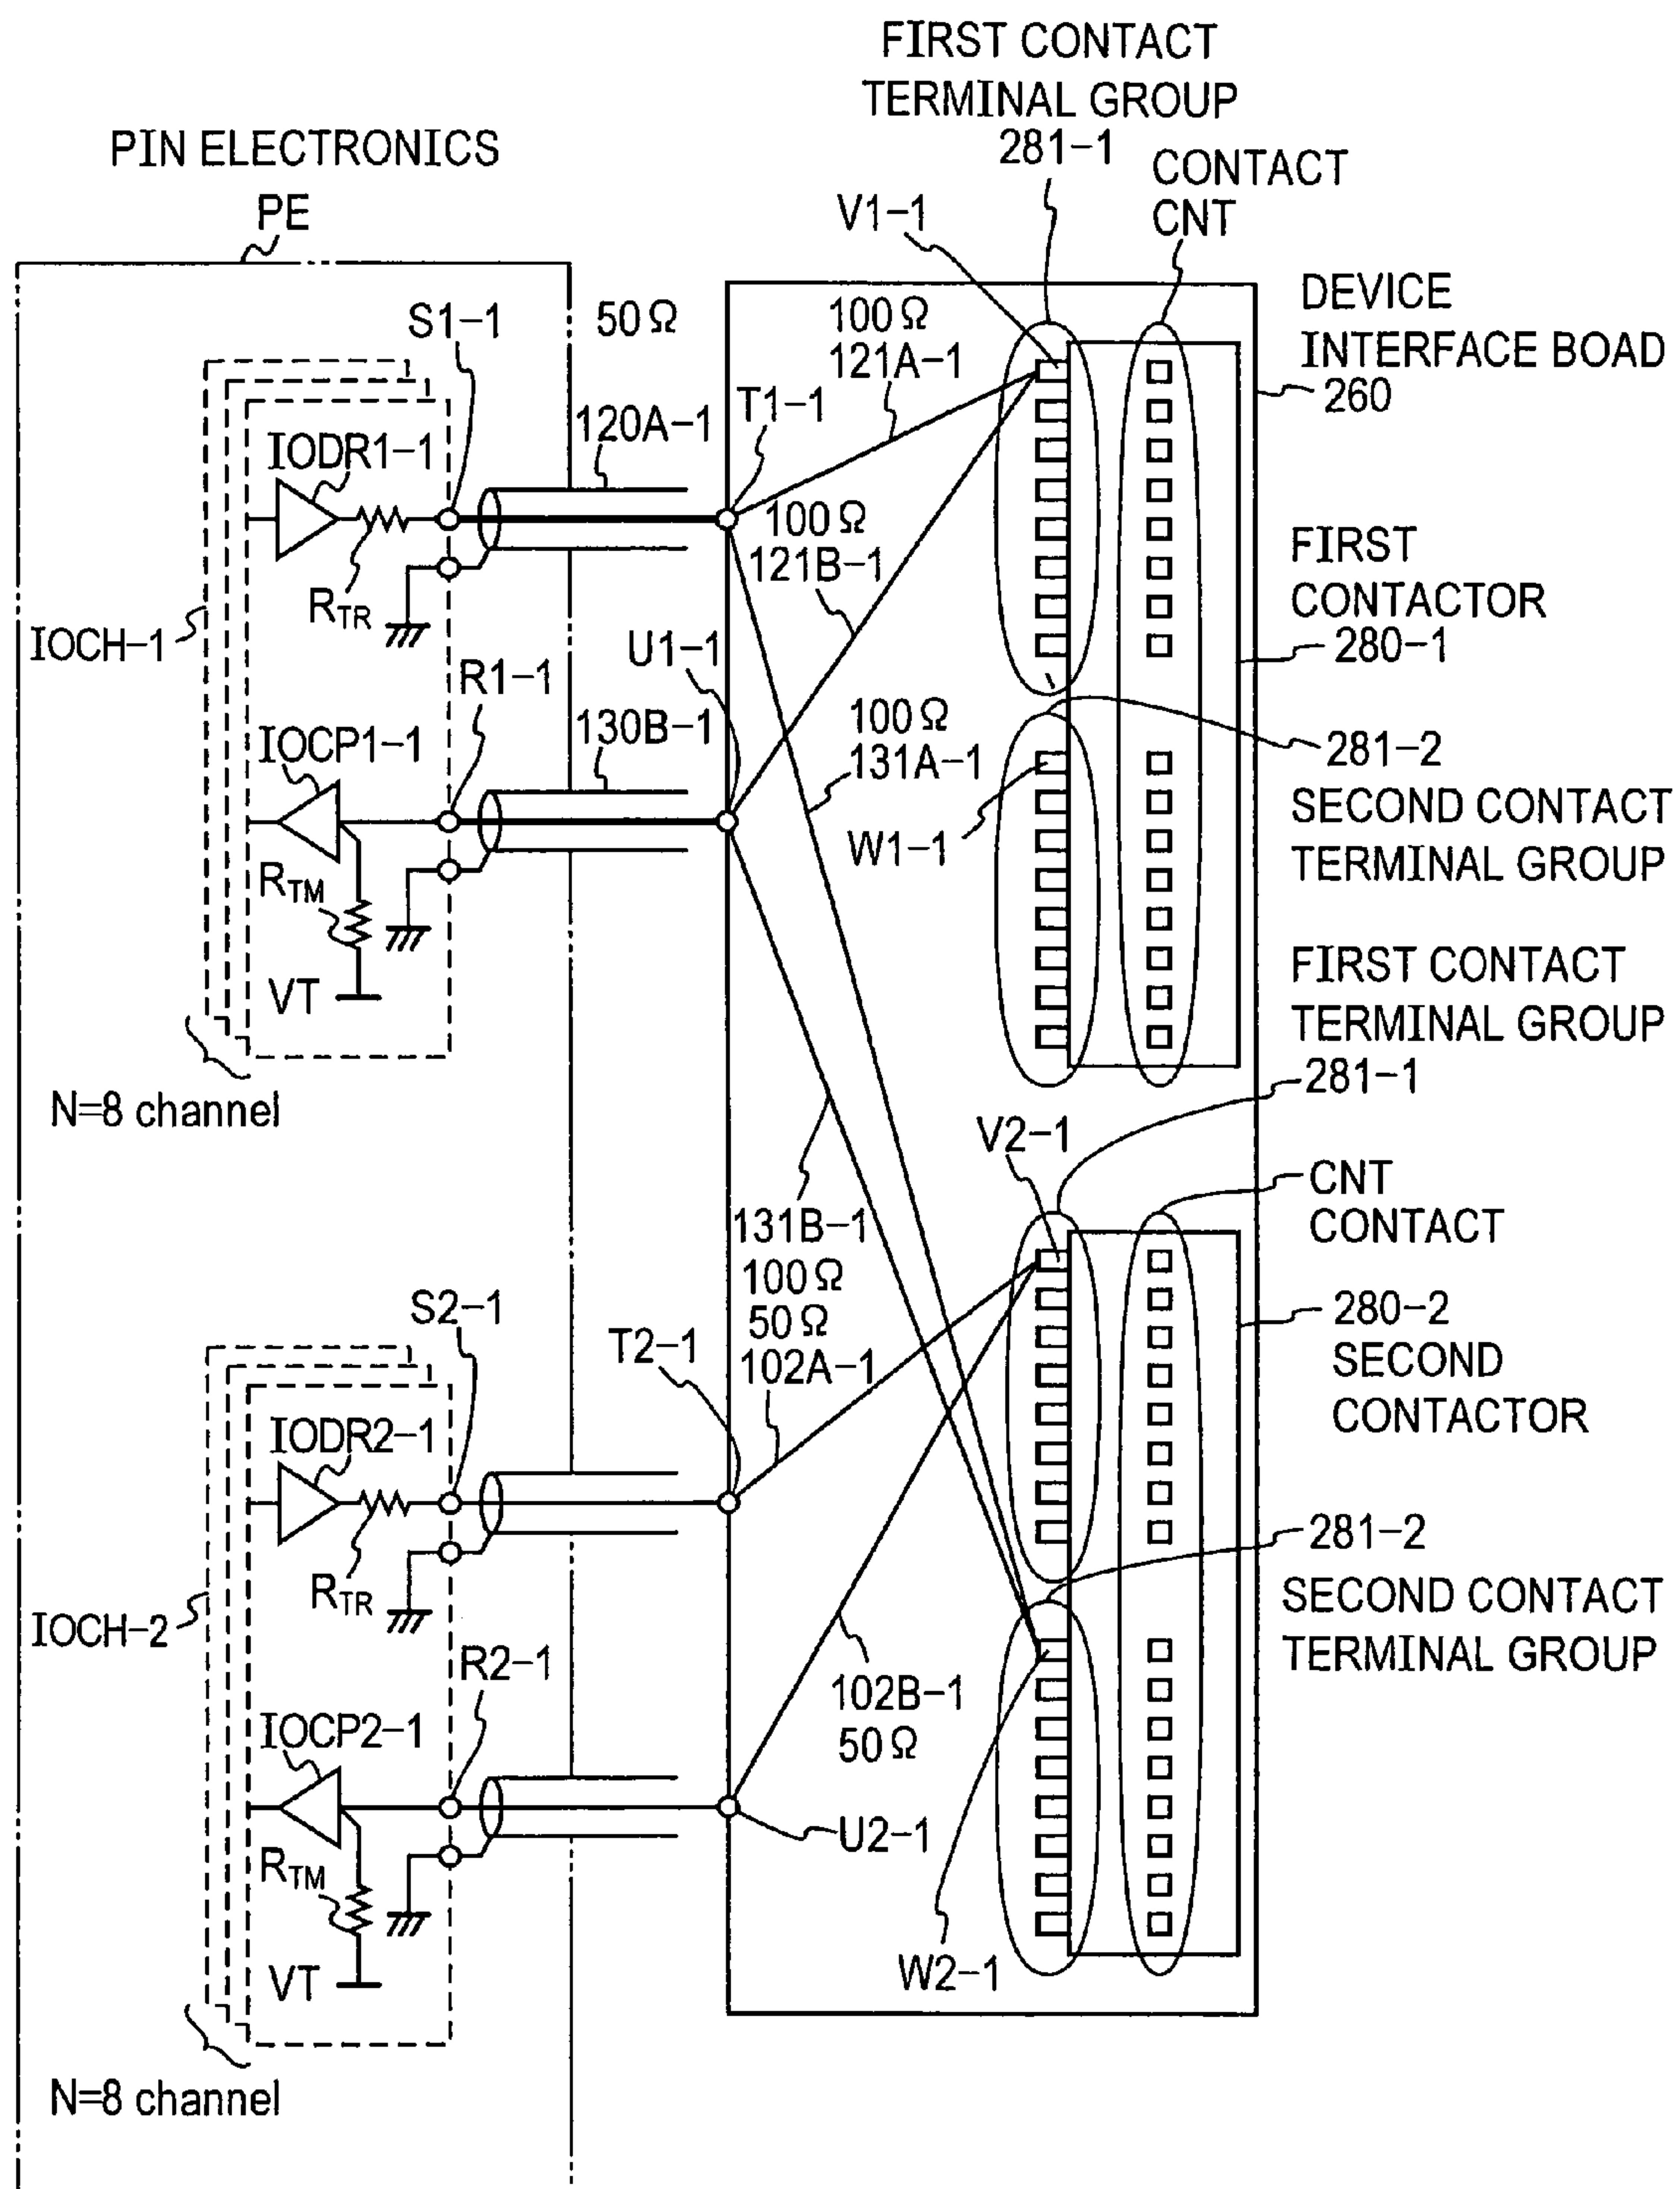 FIRST CONTACT
TERMINAL GROUP
281-1
CONTACT
CNT
PIN ELECTRONICS
PE
V1-1
S1-1
50Ω
100Ω
121A-1
DEVICE
INTERFACE BOAD
260
IODR1-1
120A-1
T1-1
100Ω
121B-1
RTR
IOCH-1
U1-1
FIRST
CONTACTOR
280-1
R1-1
IOCP1-1
130B-1
100Ω
131A-1
281-2
SECOND CONTACT
TERMINAL GROUP
W1-1
RTM
VT
FIRST CONTACT
TERMINAL GROUP
281-1
N=8 channel
V2-1
CNT
CONTACT
131B-1
100Ω
50Ω
102A-1
S2-1
T2-1
280-2
SECOND
CONTACTOR
IODR2-1
RTR
IOCH-2
281-2
SECOND CONTACT
TERMINAL GROUP
R2-1
102B-1
50Ω
IOCP2-1
U2-1
RTM
VT
W2-1
N=8 channel